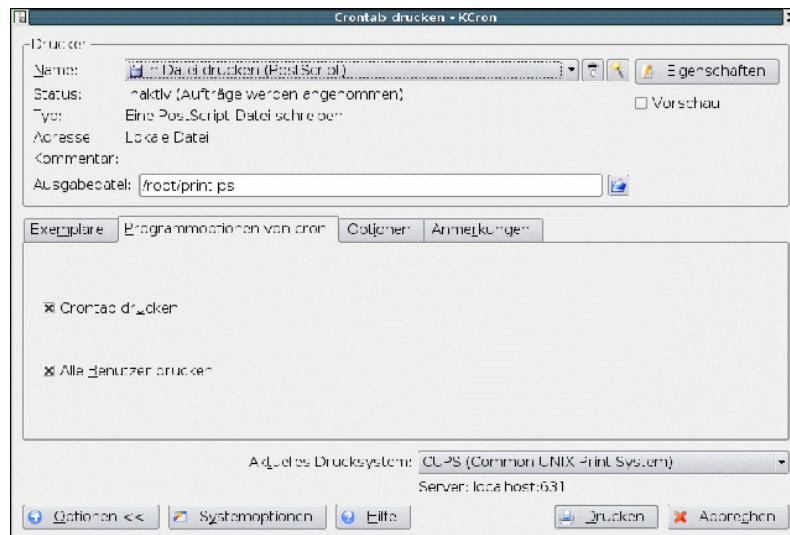 Crontab drucken - KCron
Drucker
Name: In Datei drucken (PostScript)
Eigenschaften
Status: Inaktiv (Aufträge werden angenommen)
Vorschau
Typ: Eine PostScript-Datei schreiben
Adresse Lokale Datei
Kommentar:
Ausgabedatei: /root/print.ps
Exemplare Programmoptionen von cron Optionen Anmerkungen
Crontab drucken
Alle Benutzer drucken
Aktuelles Drucksystem: CUPS (Common UNIX Print System)
Server: localhost:631
Optionen << Systemoptionen Hilfe Drucken Abbrechen